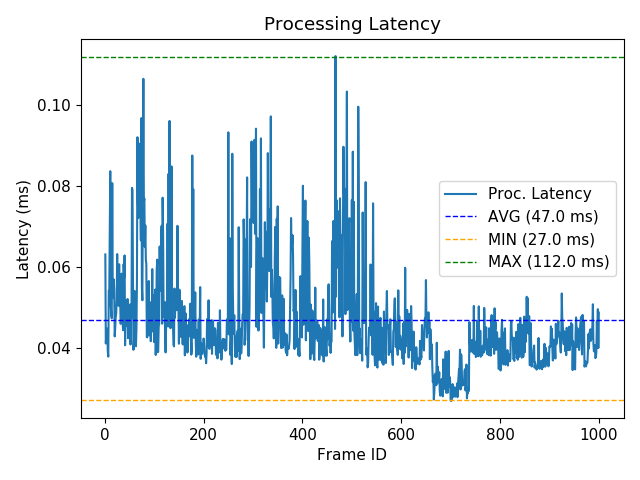 Processing Latency
Latency (ms)
0.10
0.08
0.06
0.04
Proc. Latency
AVG (47.0 ms)
MIN (27.0 ms)
MAX (112.0 ms)
0
200
400
600
800
1000
Frame ID